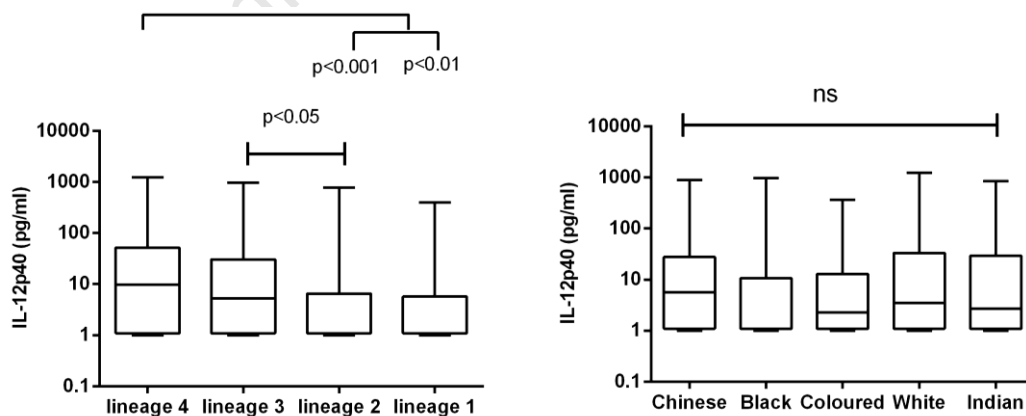 p<0.001 p<0.01
p<0.05
IL-12p40 (pg/ml)
10000
1000
100
10
1
0.1
lineage 4 lineage 3 lineage 2 lineage 1
ns
IL-12p40 (pg/ml)
10000
1000
100
10
1
0.1
Chinese Black Coloured White Indian